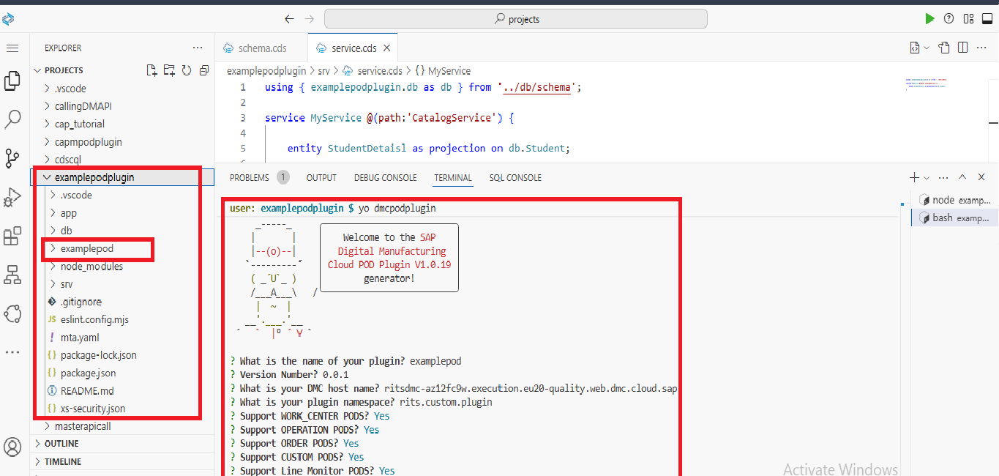 projects
EXPLORER
PROJECTS
.vscode
callingDMAPI
cap_tutorial
capmpodplugin
cdscql
examplepodplugin
.vscode
app
db
examplepod
node_modules
srv
.gitignore
JS eslint.config.mjs
! mta.yaml
{} package-lock.json
{} package.json
README.md
{} xs-security.json
masterapicall
OUTLINE
TIMELINE
schema.cds
service.cds
examplepodplugin > srv > service.cds > {} MyService
1 using { examplepodplugin.db as db } from '../db/schema';
2
3 service MyService @(path:'CatalogService') {
4
5 entity StudentDetaisl as projection on db.Student;
PROBLEMS 1 OUTPUT DEBUG CONSOLE TERMINAL SQL CONSOLE
user: examplepodplugin $ yo dmcpodplugin
Welcome to the SAP
Digital Manufacturing
Cloud POD Plugin V1.0.19
generator!
? What is the name of your plugin? examplepod
? Version Number? 0.0.1
? What is your DMC host name? ritsdmc-az12fc9w.execution.eu20-quality.web.dmc.cloud.sap
? What is your plugin namespace? rits.custom.plugin
? Support WORK_CENTER PODS? Yes
? Support OPERATION PODS? Yes
? Support ORDER PODS? Yes
? Support CUSTOM PODS? Yes
? Support Line Monitor PODS? Yes
node examp...
bash examp...
Activate Windows